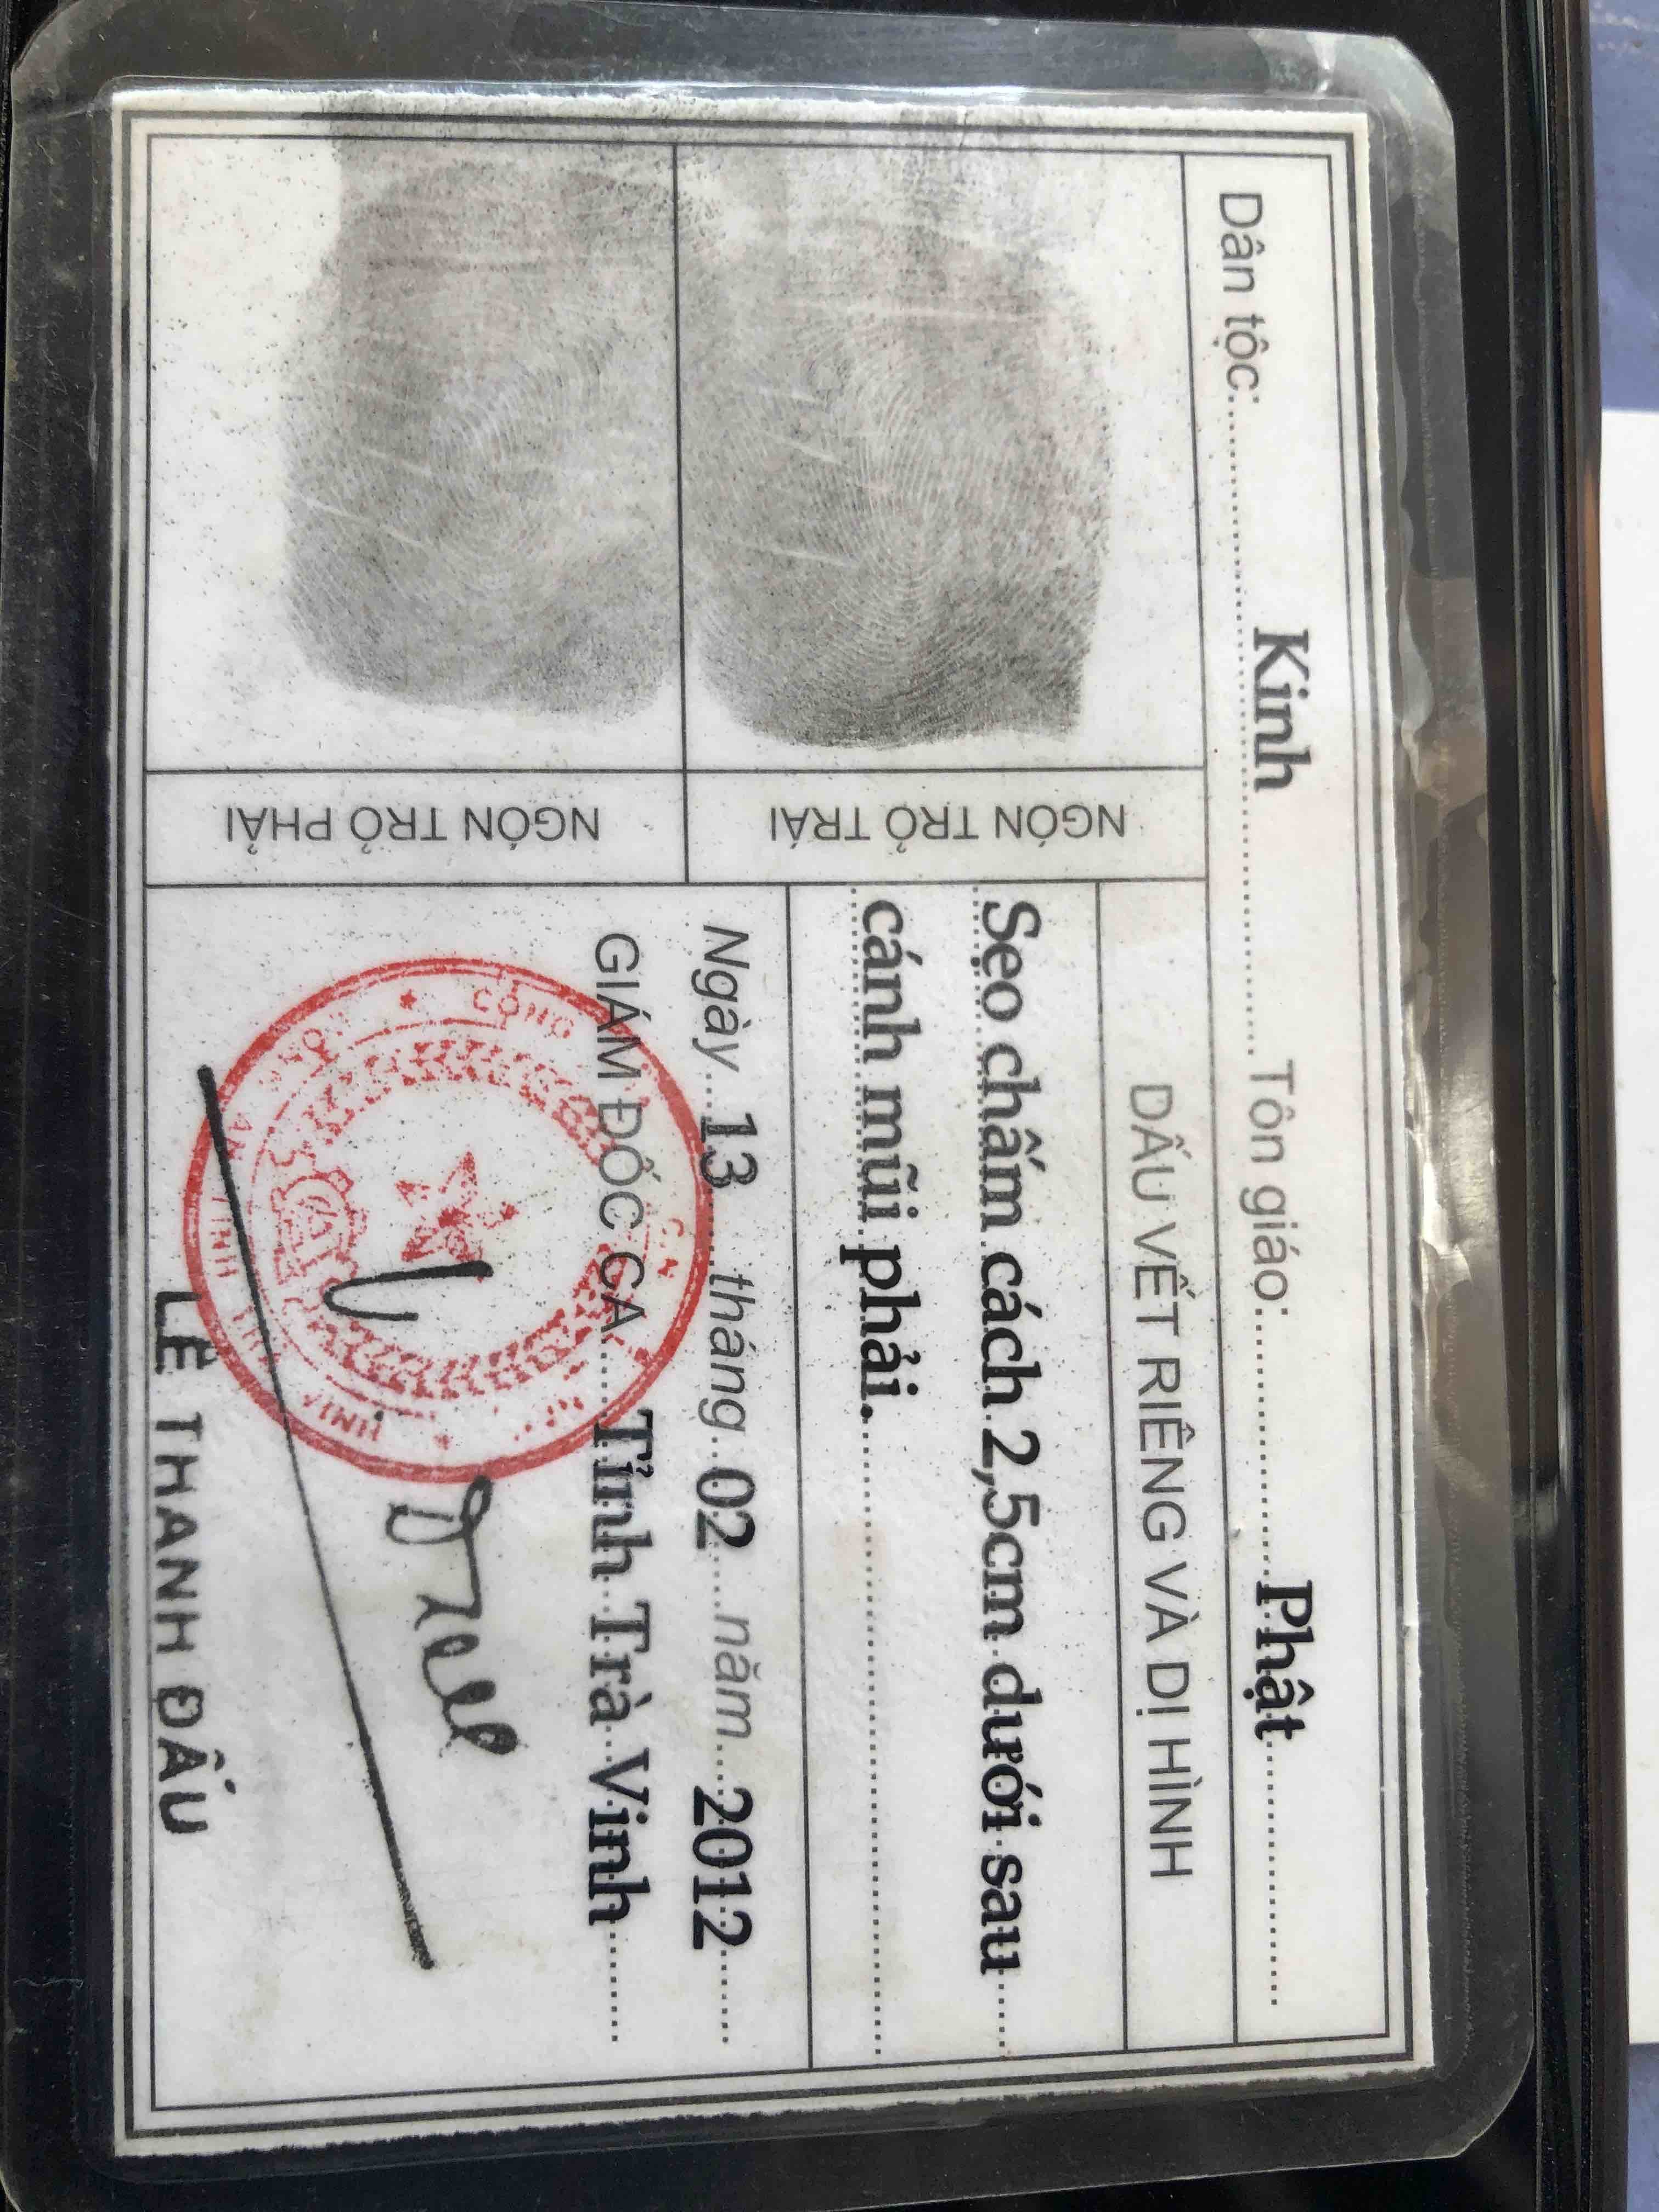 Dân tộc: Kinh Tôn giáo: Phật
NGÓN TRỎ TRÁI
DẤU VẾT RIÊNG VÀ DỊ HÌNH
Sẹo chấm cách 2,5cm dưới sau
cánh mũi phải.
NGÓN TRỎ PHẢI
Ngày 13 tháng 02 năm 2012
GIÁM ĐỐC CA Tỉnh Trà Vinh
LÊ THANH ĐẤU